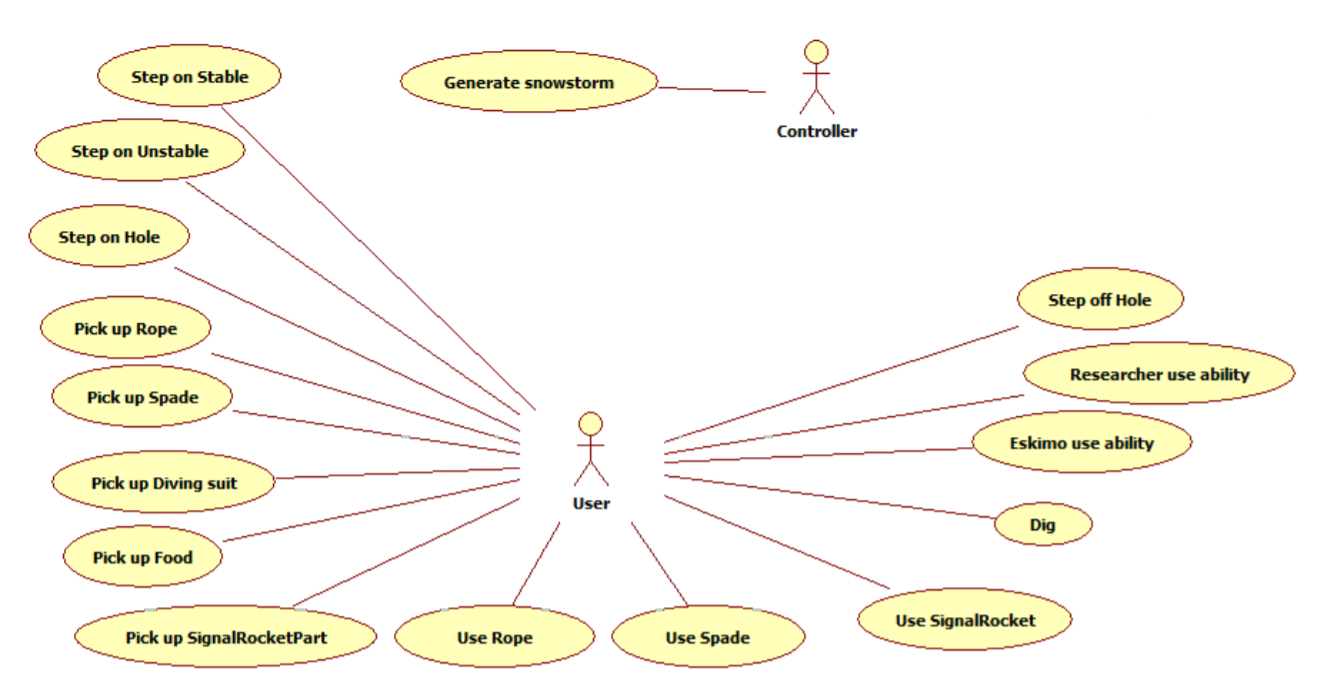 Step on Stable
Generate snowstorm
Controller
Step on Unstable
Step on Hole
Step off Hole
Pick up Rope
Researcher use ability
Pick up Spade
Eskimo use ability
Pick up Diving suit
User
Dig
Pick up Food
Use SignalRocket
Pick up SignalRocketPart
Use Rope
Use Spade